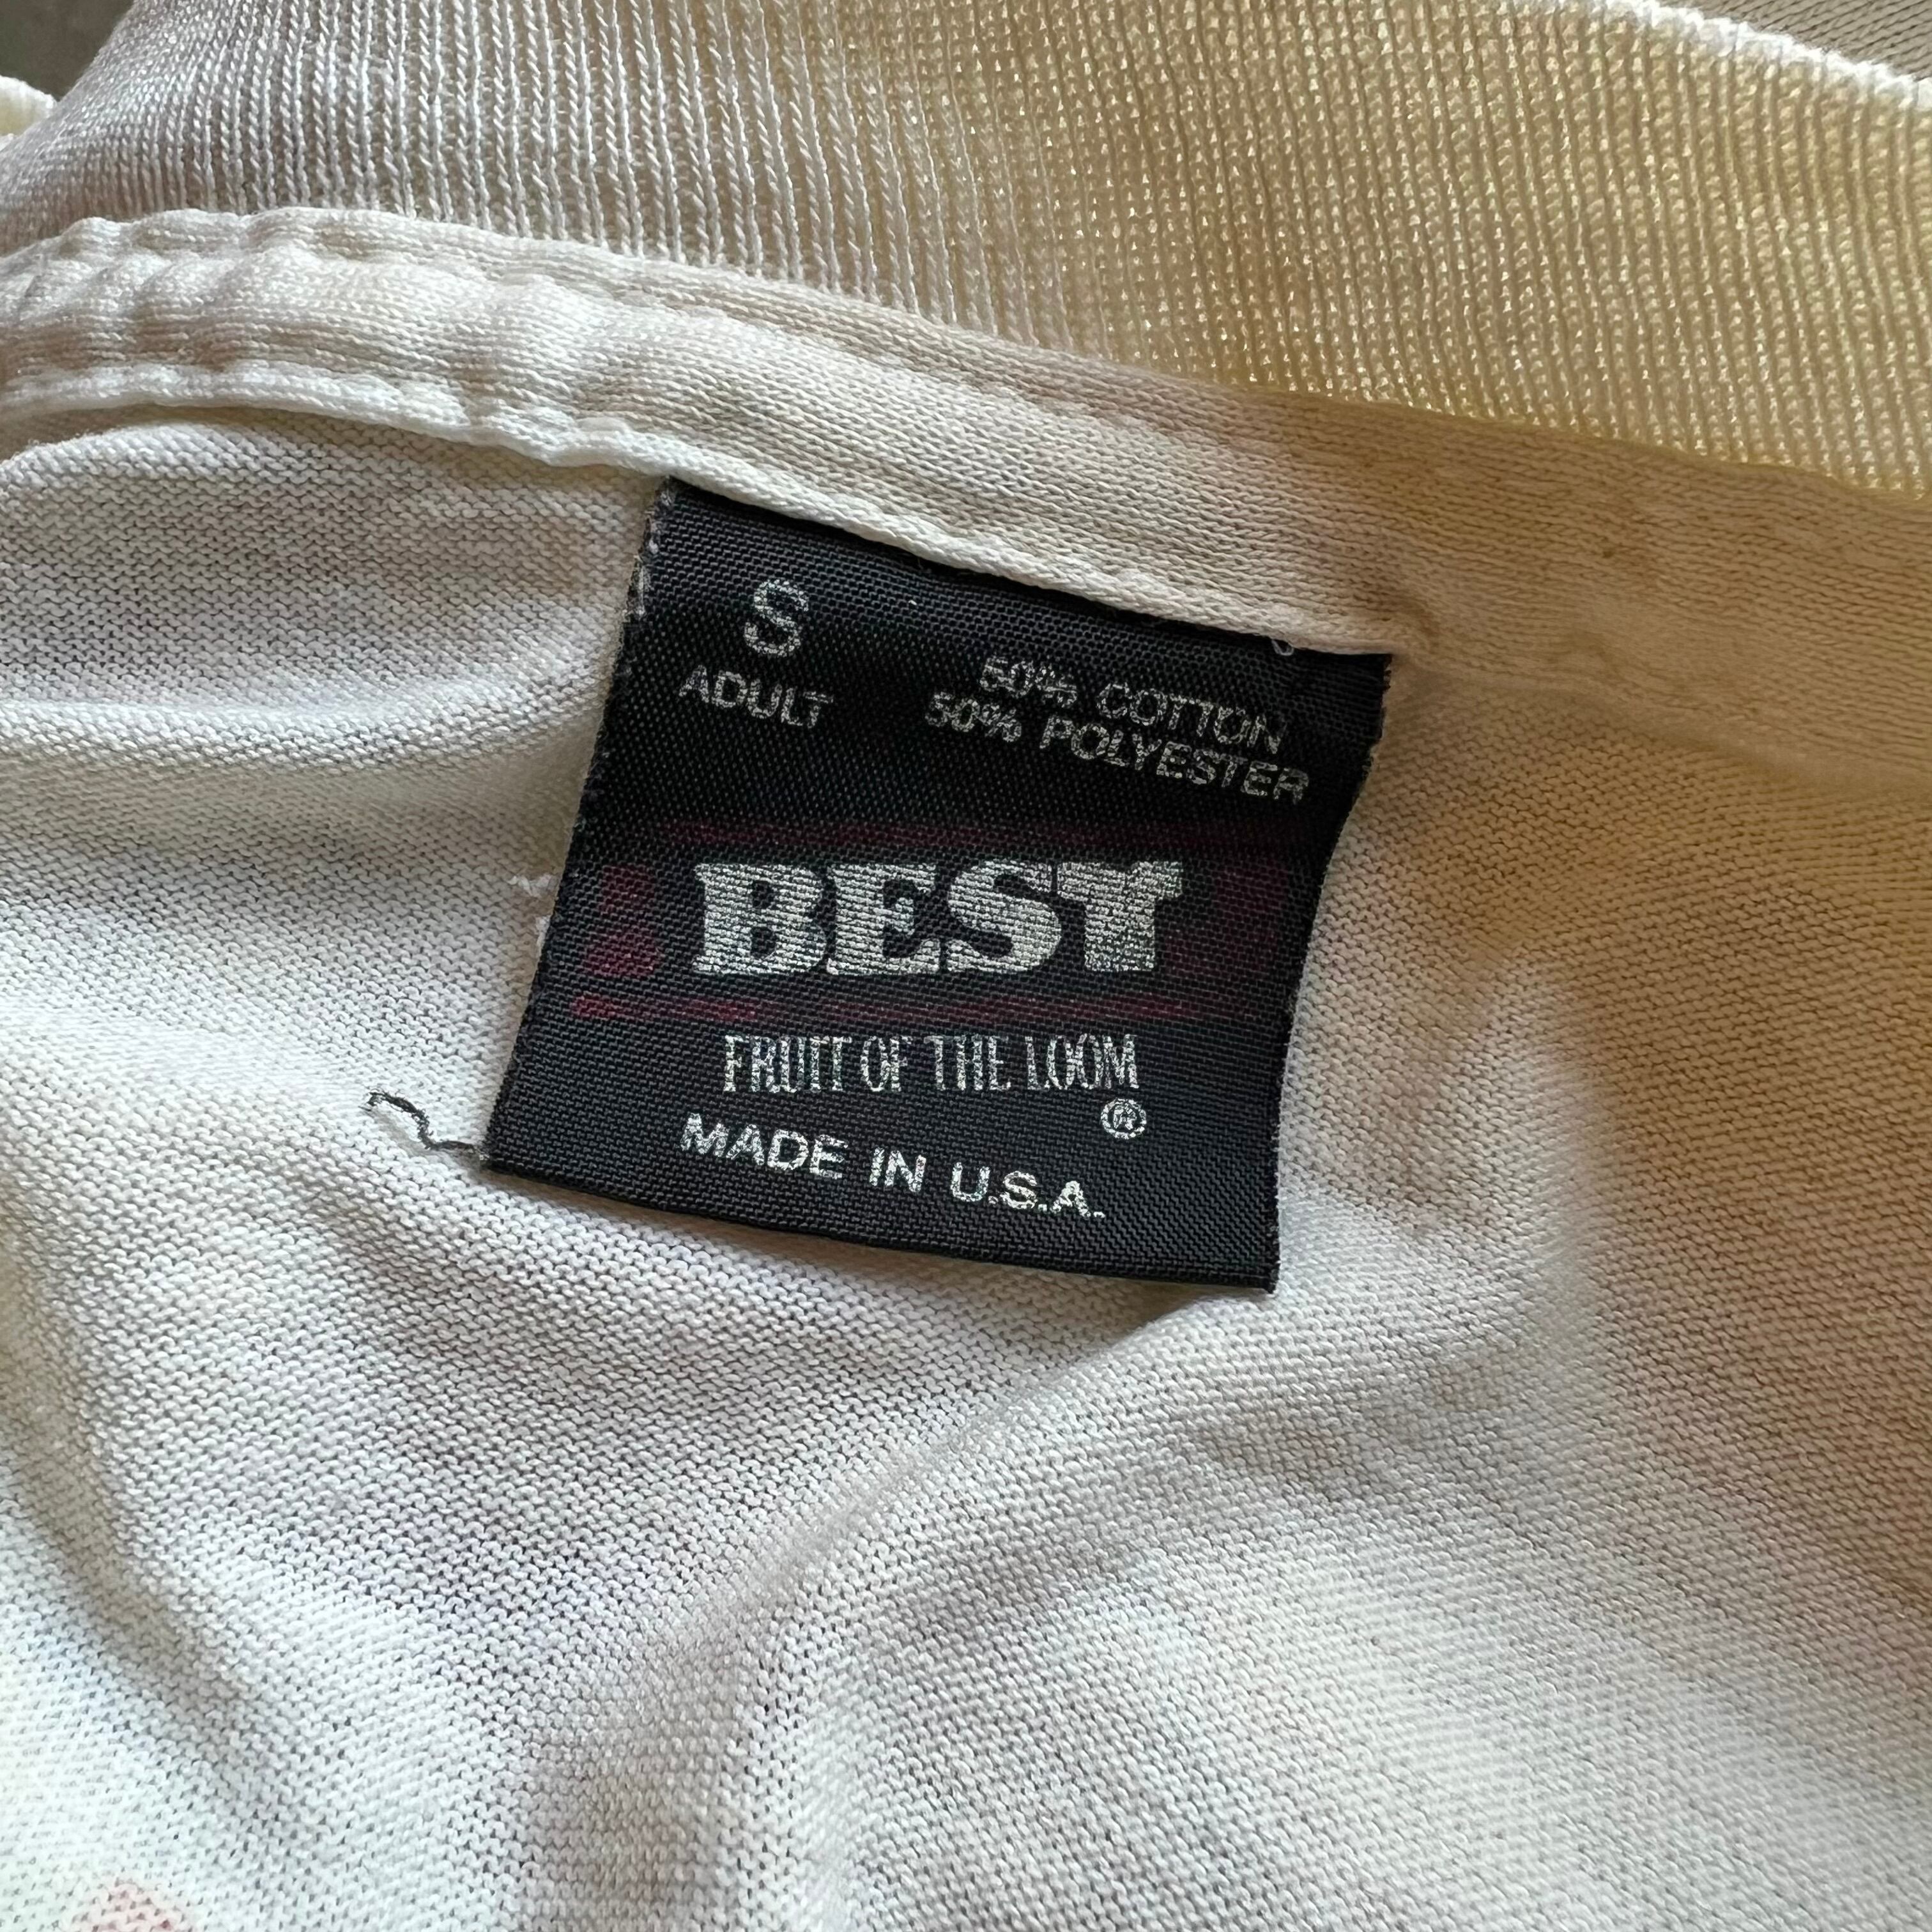 S
ADULT
50% COTTON
50% POLYESTER
BEST
FRUIT OF THE LOOM
®
MADE IN U.S.A.